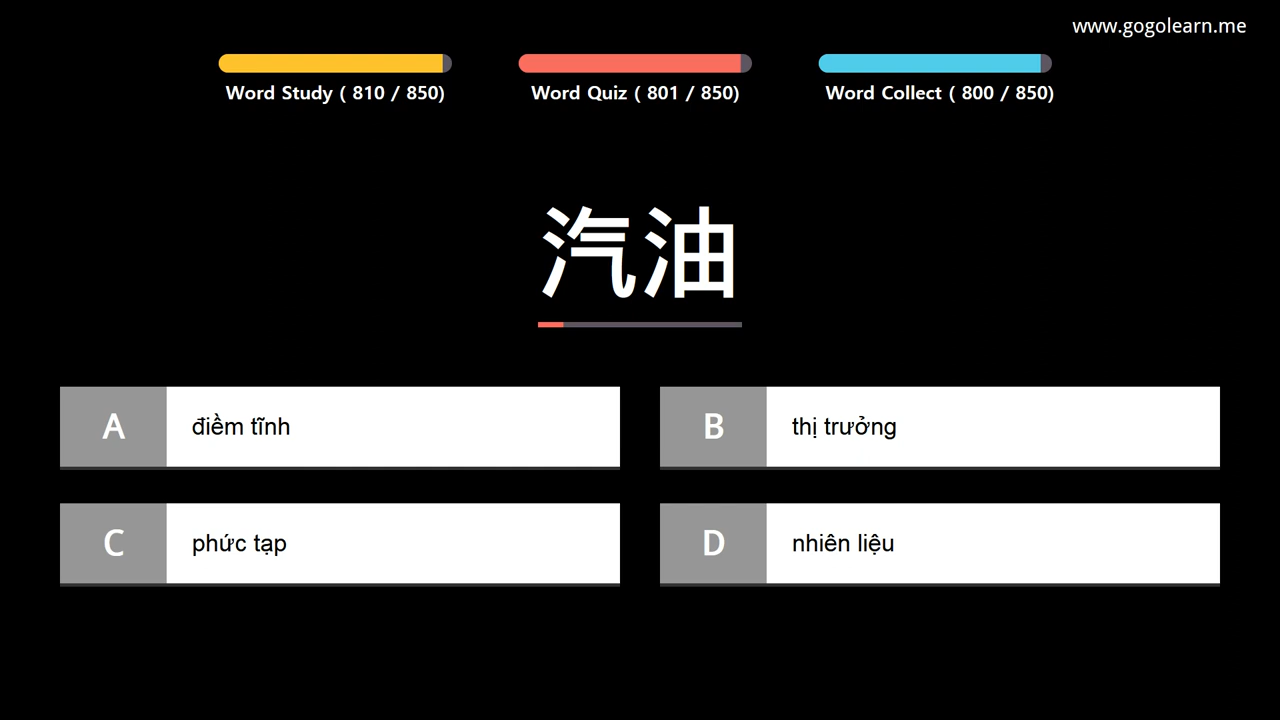 www.gogolearn.me
Word Study ( 810 / 850)
Word Quiz ( 801 / 850)
Word Collect ( 800 / 850)
汽油
A
điềm tĩnh
B
thị trưởng
C
phức tạp
D
nhiên liệu